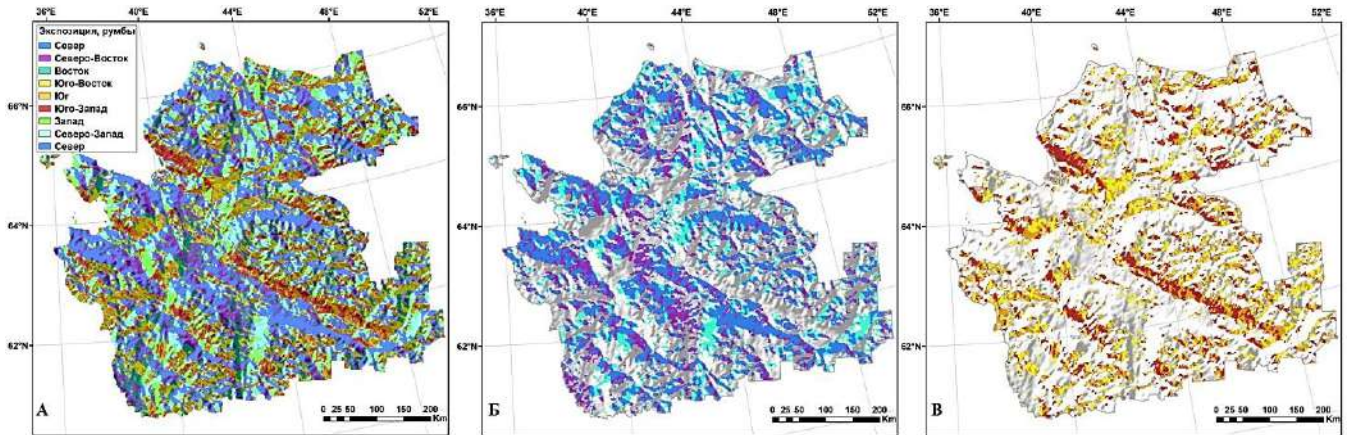 36°E 40°E 44°E 48°E 52°E
Экспозиция, румбы
Север
Северо-Восток
Восток
Юго-Восток
Юг
Юго-Запад
Запад
Северо-Запад
Север
66°N
64°N
62°N
А
0 25 50 100 150 200
Km
36°E 40°E 44°E 48°E 52°E
66°N
64°N
62°N
Б
0 25 50 100 150 200
Km
36°E 40°E 44°E 48°E 52°E
66°N
64°N
62°N
В
0 25 50 100 150 200
Km